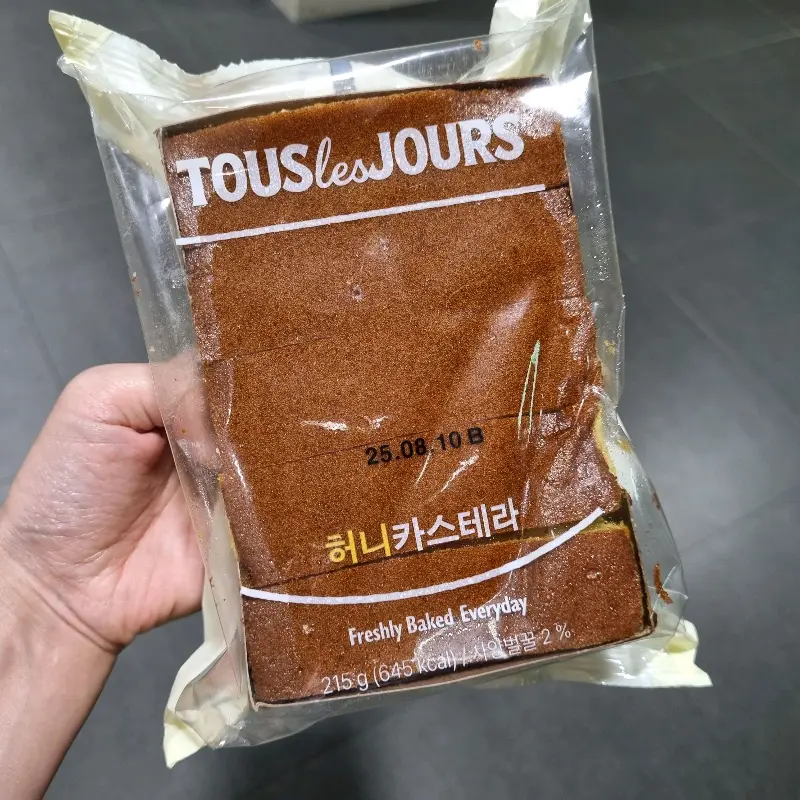 TOUS les JOURS
25.08.10 B
허니카스테라
Freshly Baked Everyday
215 g (645 kcal) / 사양벌꿀 2 %